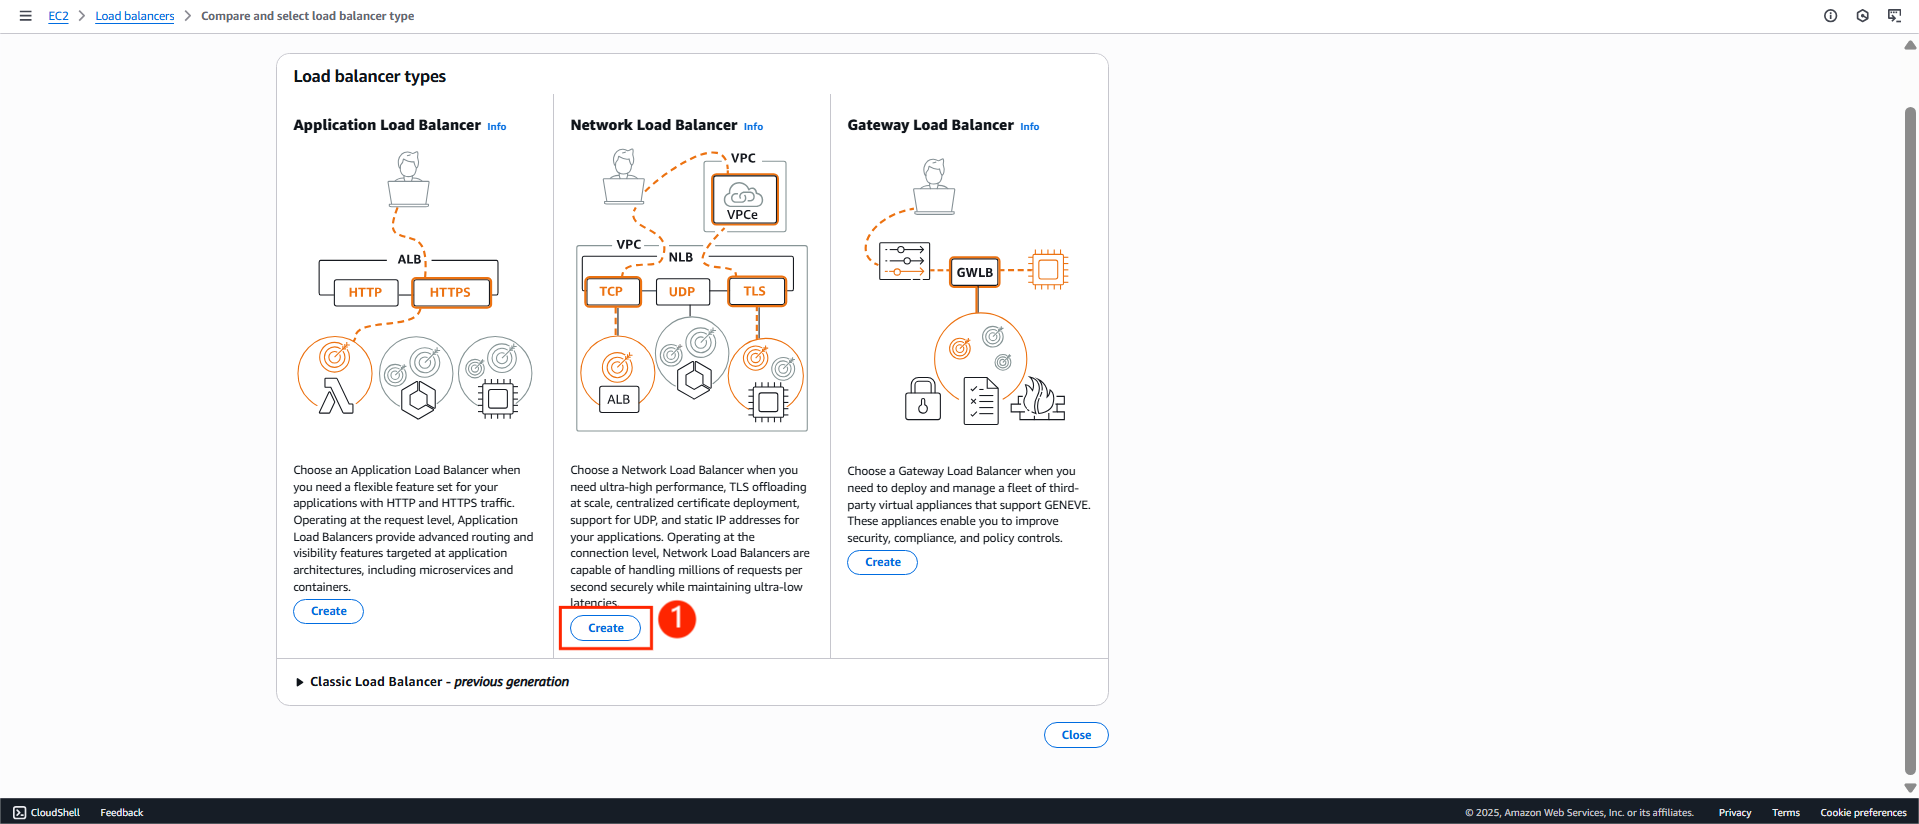 EC2 > Load balancers > Compare and select load balancer type
Load balancer types
Application Load Balancer Info
ALB
HTTP HTTPS
Choose an Application Load Balancer when
you need a flexible feature set for your
applications with HTTP and HTTPS traffic.
Operating at the request level, Application
Load Balancers provide advanced routing and
visibility features targeted at application
architectures, including microservices and
containers.
Create
Network Load Balancer Info
VPC
VPCe
VPC
NLB
TCP UDP TLS
ALB
Choose a Network Load Balancer when you
need ultra-high performance, TLS offloading
at scale, centralized certificate deployment,
support for UDP, and static IP addresses for
your applications. Operating at the
connection level, Network Load Balancers are
capable of handling millions of requests per
second securely while maintaining ultra-low
latencies.
Create 1
Gateway Load Balancer Info
GWLB
Choose a Gateway Load Balancer when you
need to deploy and manage a fleet of third-
party virtual appliances that support GENEVE.
These appliances enable you to improve
security, compliance, and policy controls.
Create
Classic Load Balancer - previous generation
Close
CloudShell Feedback © 2025, Amazon Web Services, Inc. or its affiliates. Privacy Terms Cookie preferences